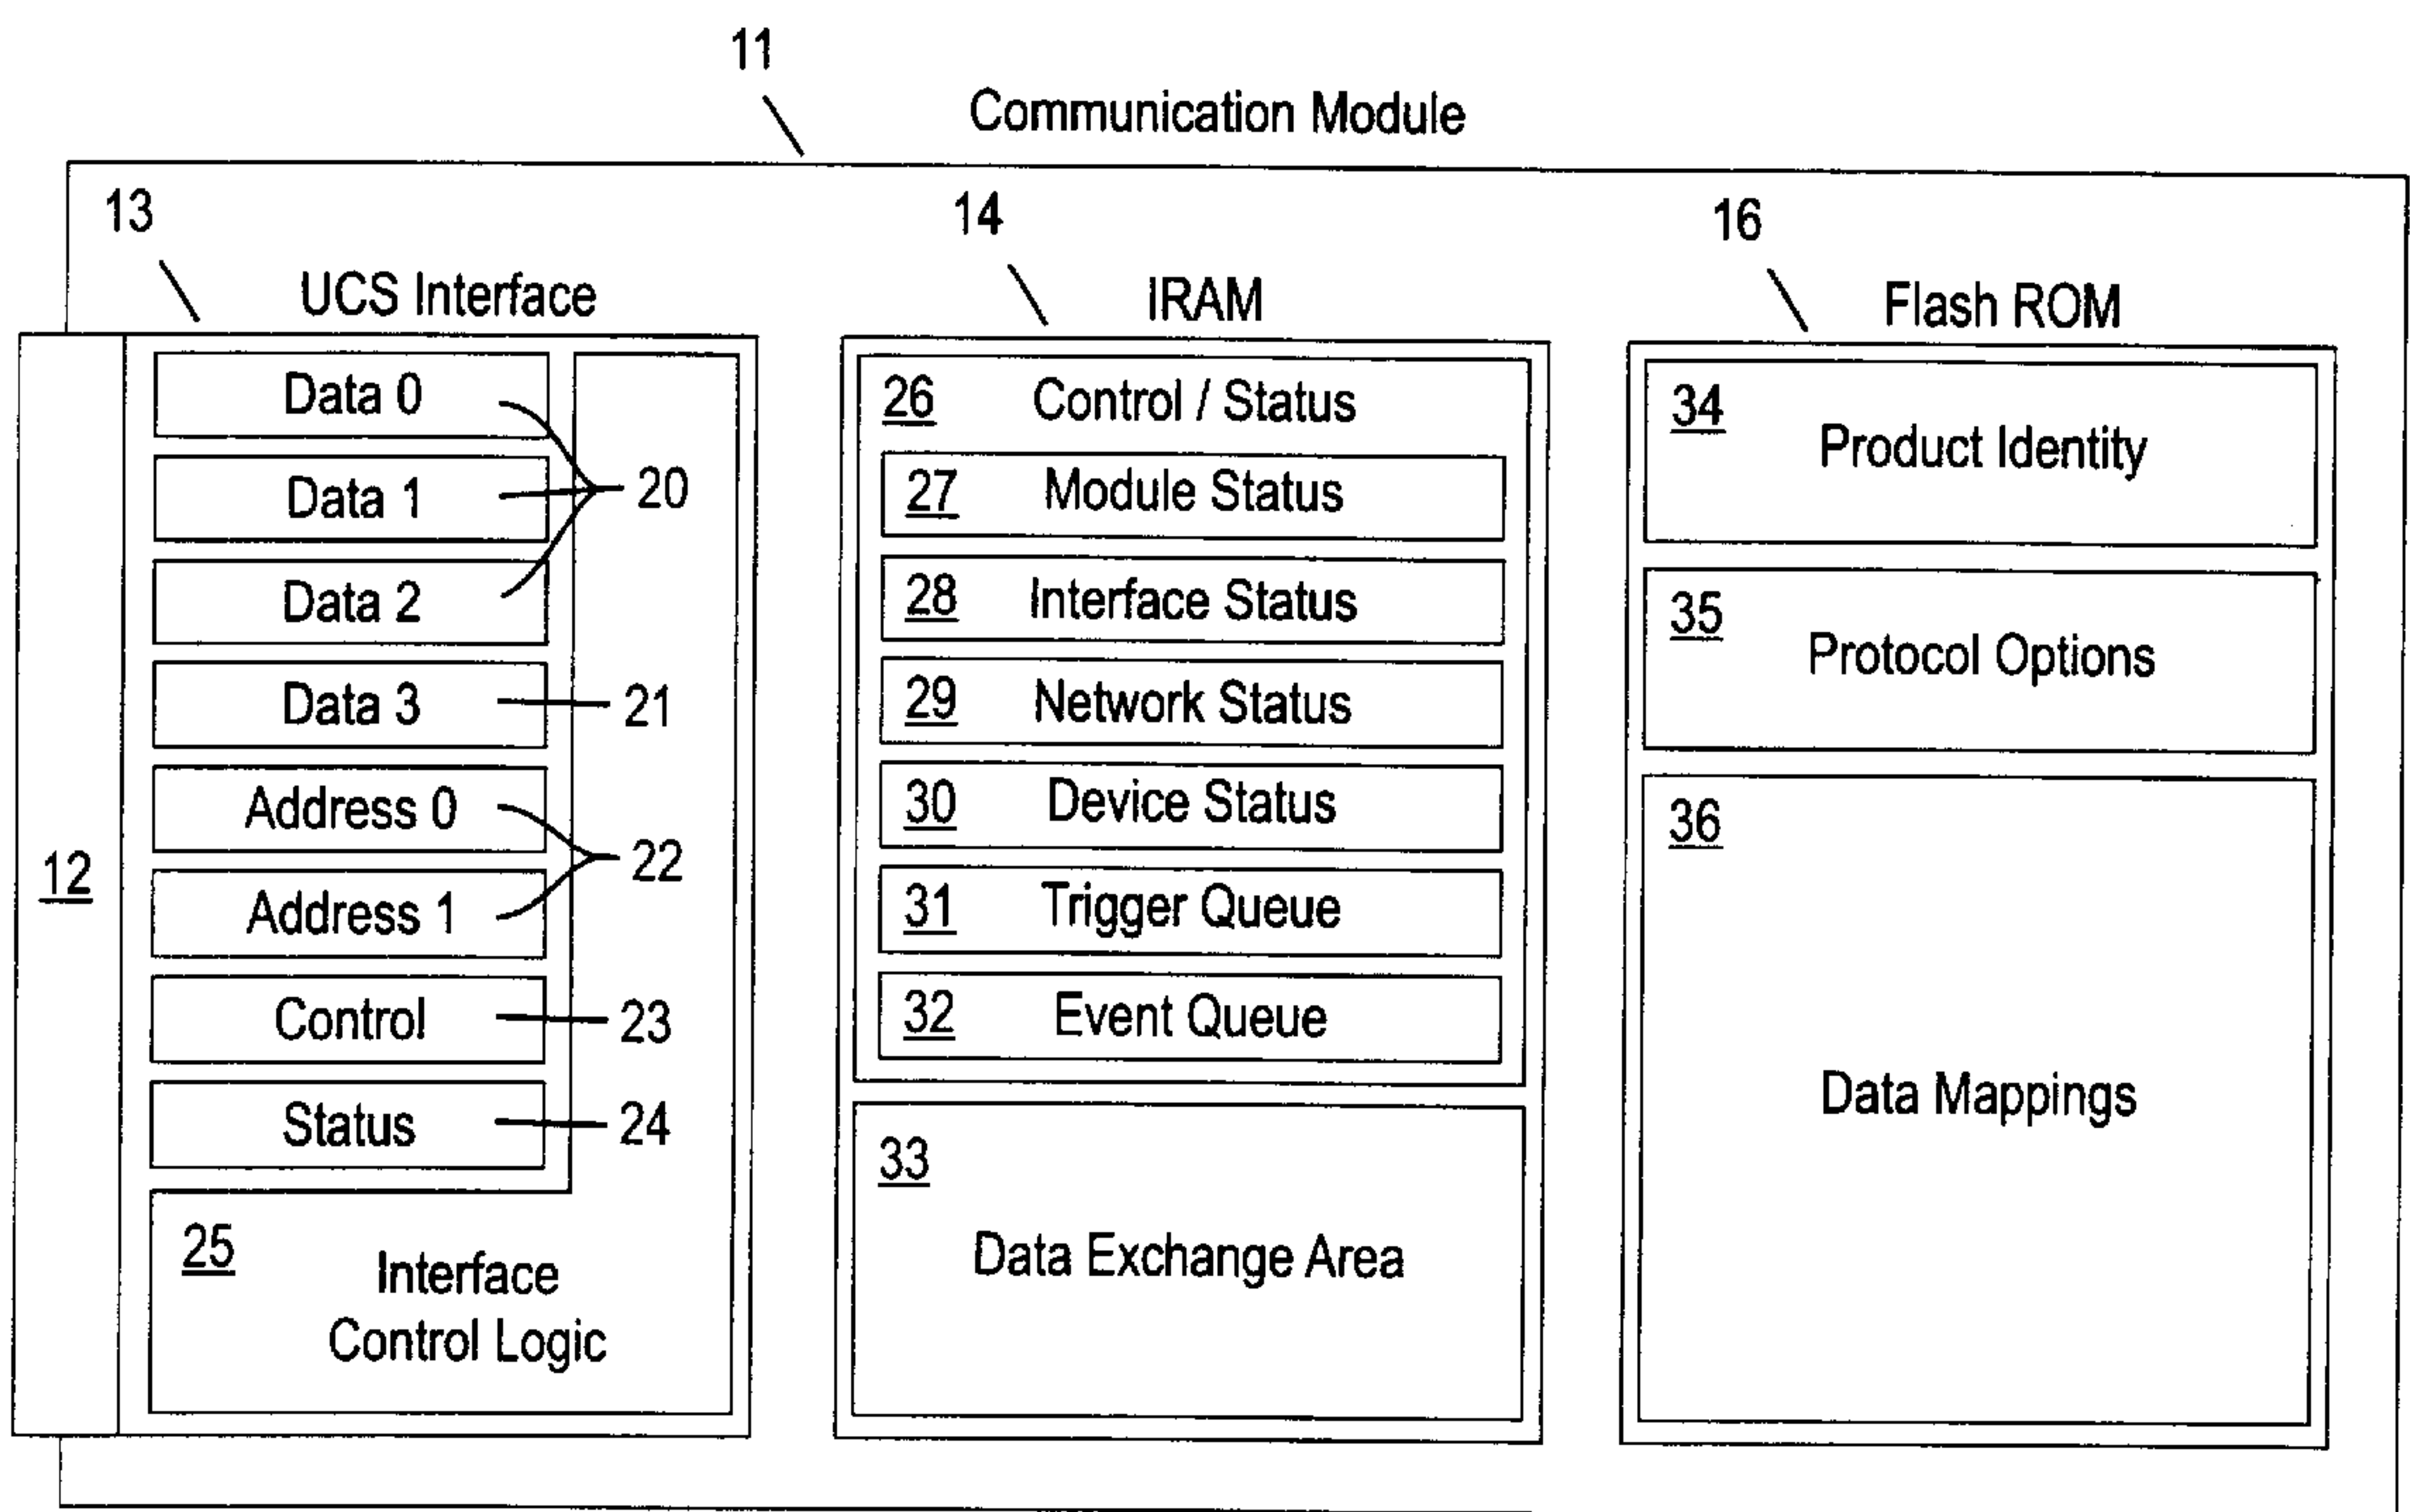 11
Communication Module
13
UCS Interface
12
Data 0
Data 1
Data 2
20
Data 3
21
Address 0
Address 1
22
Control
23
Status
24
25
Interface
Control Logic
14
IRAM
26 Control / Status
27 Module Status
28 Interface Status
29 Network Status
30 Device Status
31 Trigger Queue
32 Event Queue
33
Data Exchange Area
16
Flash ROM
34
Product Identity
35
Protocol Options
36
Data Mappings